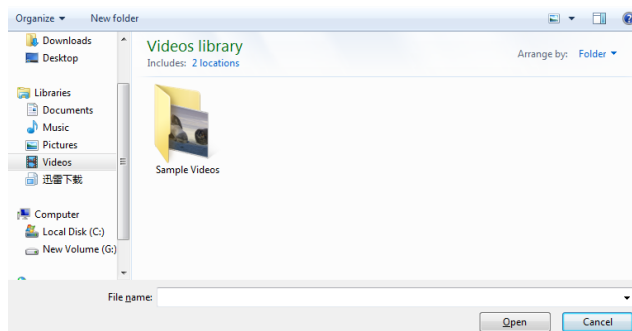 Organize New folder
Downloads
Desktop
Libraries
Documents
Music
Pictures
Videos
迅雷下载
Computer
Local Disk (C:)
New Volume (G:)
Videos library
Includes: 2 locations
Arrange by: Folder
Sample Videos
File name:
Open Cancel